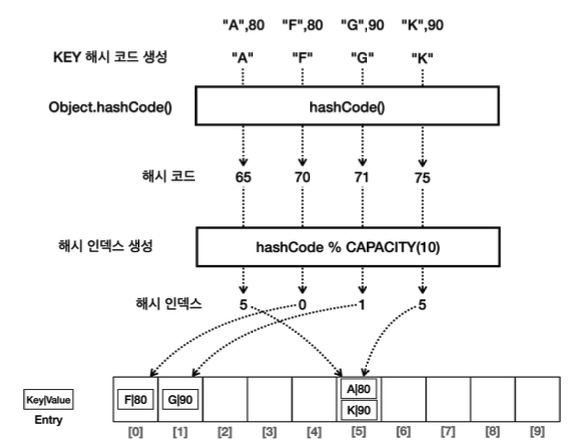 "A",80 "F",80 "G",90 "K",90
KEY 해시 코드 생성 "A" "F" "G" "K"
Object.hashCode() hashCode()
해시 코드 65 70 71 75
해시 인덱스 생성 hashCode % CAPACITY(10)
해시 인덱스 5 0 1 5
Key|Value F|80 G|90 A|80
K|90
Entry
[0] [1] [2] [3] [4] [5] [6] [7] [8] [9]